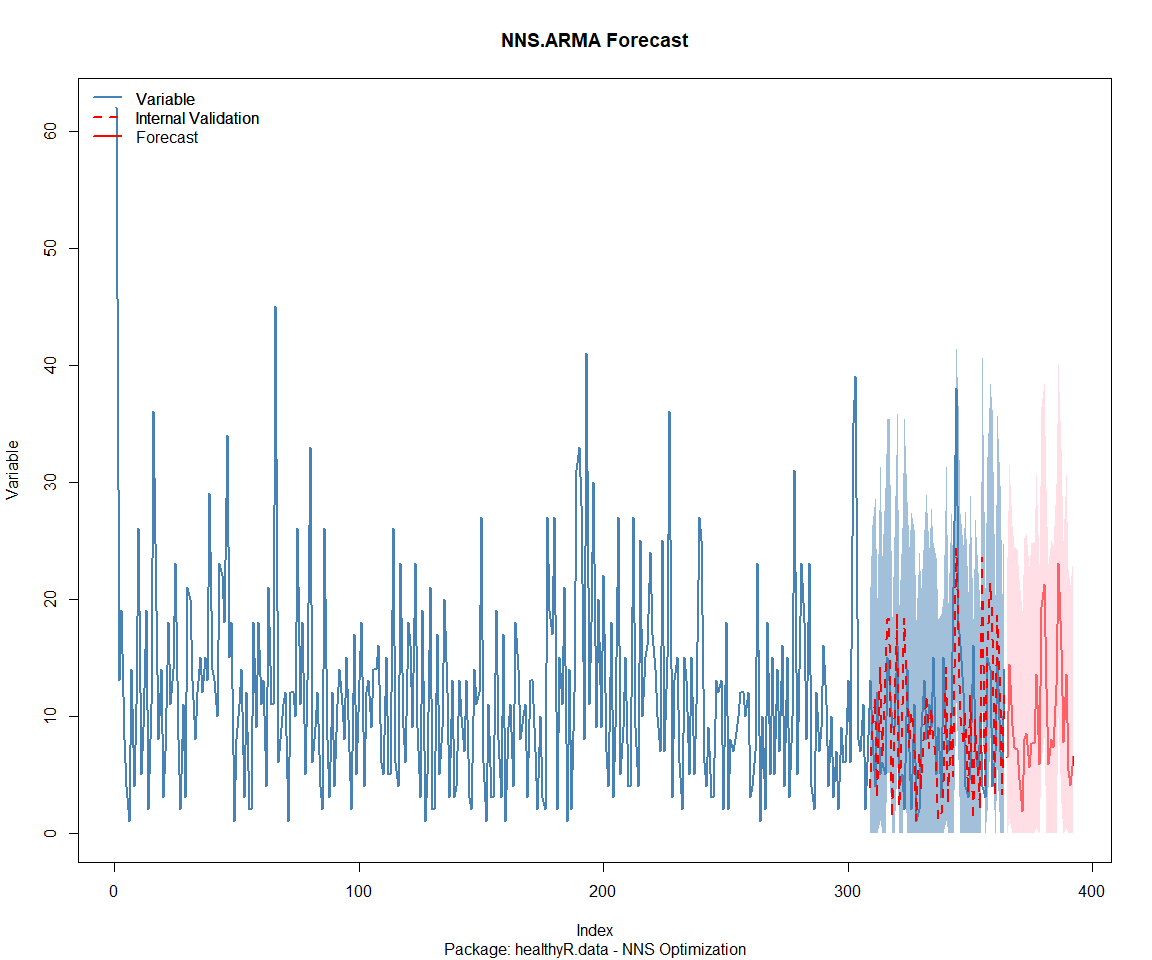 NNS.ARMA Forecast
Variable
Internal Validation
Forecast
60
50
40
30
20
10
0
Variable
0 100 200 300 400
Index
Package: healthyR.data - NNS Optimization